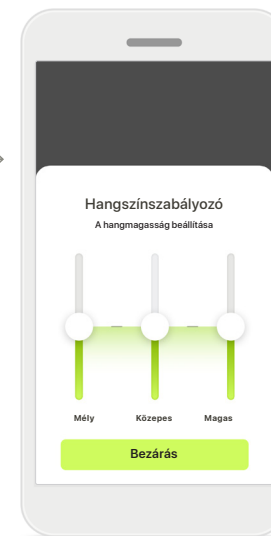 Hangszínszabályozó
A hangmagasság beállítása
Mély Közepes Magas
Bezárás